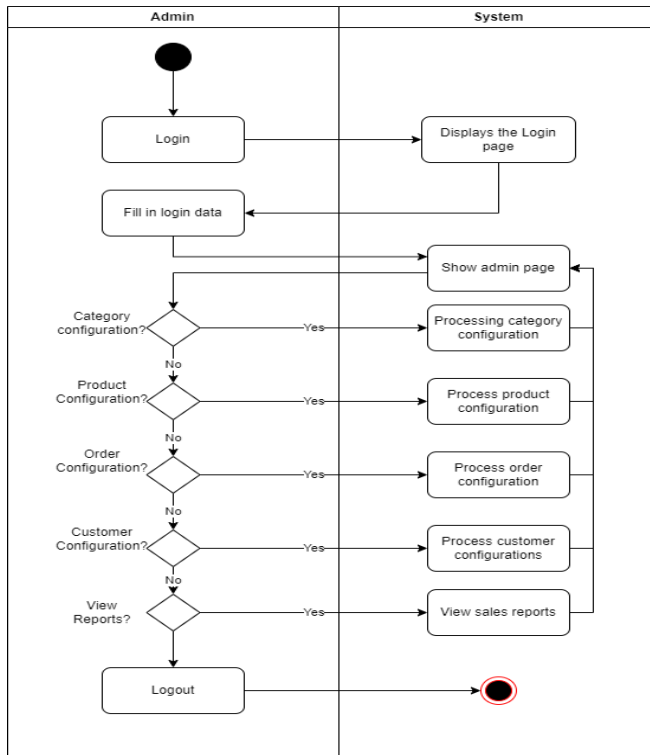 Admin
System
Login
Displays the Login
page
Fill in login data
Show admin page
Category
configuration?
Yes
Processing category
configuration
No
Product
Configuration?
Yes
Process product
configuration
No
Order
Configuration?
Yes
Process order
configuration
No
Customer
Configuration?
Yes
Process customer
configurations
No
View
Reports?
Yes
View sales reports
Logout